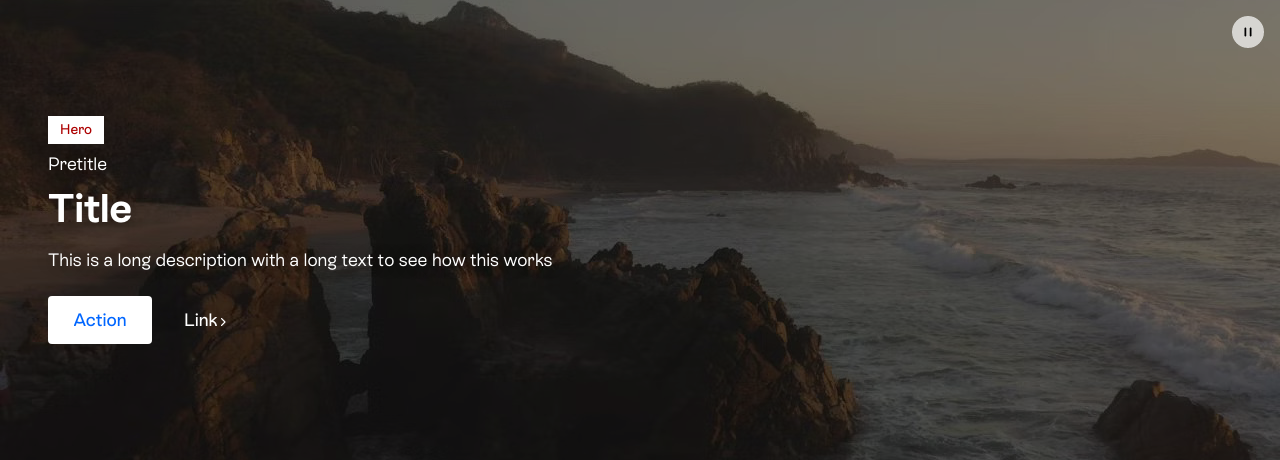 Hero
Pretitle
Title
This is a long description with a long text to see how this works
Action
Link